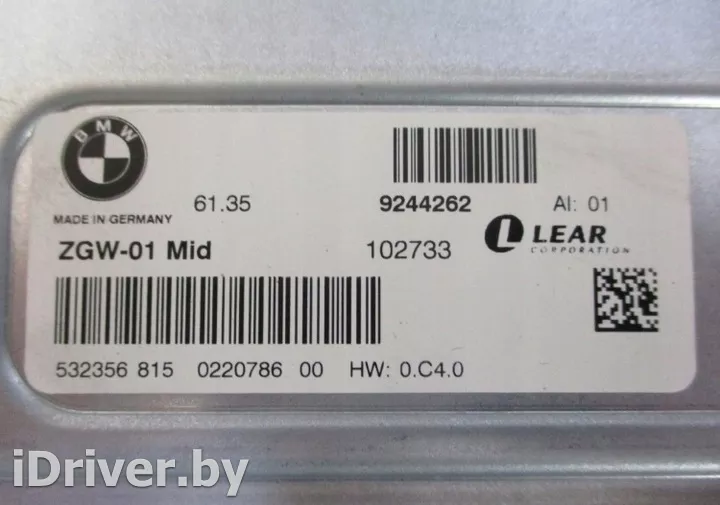 BMW
MADE IN GERMANY
61.35
9244262
AI: 01
ZGW-01 Mid
102733
LEAR
CORPORATION
532356 815 0220786 00 HW: 0.C4.0
iDriver.by